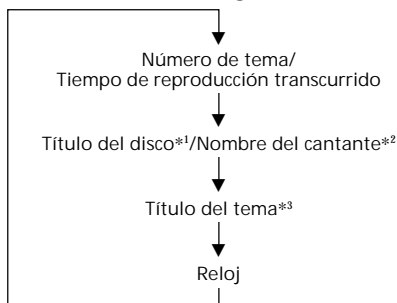 Número de tema/
Tiempo de reproducción transcurrido
Título del disco*¹/Nombre del cantante*²
Título del tema*³
Reloj